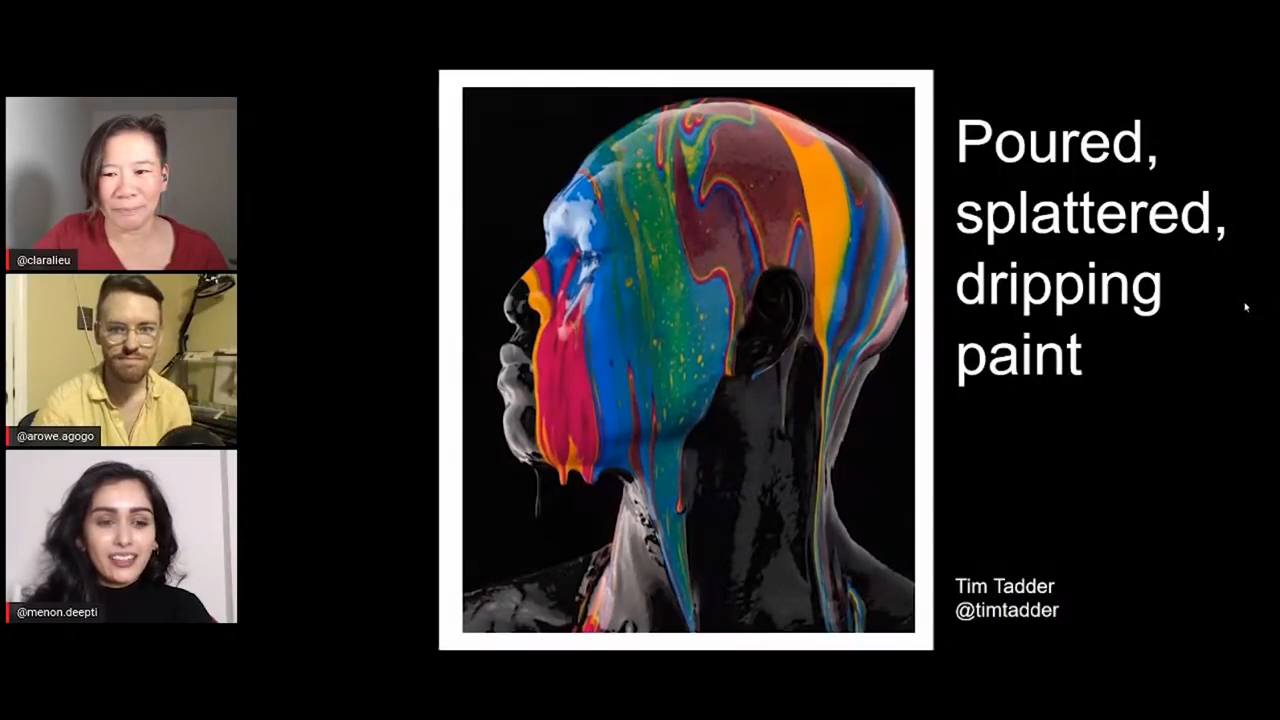 @claralieu
@arowe.agogo
@menon.deepti
Poured,
splattered,
dripping
paint
Tim Tadder
@timtadder